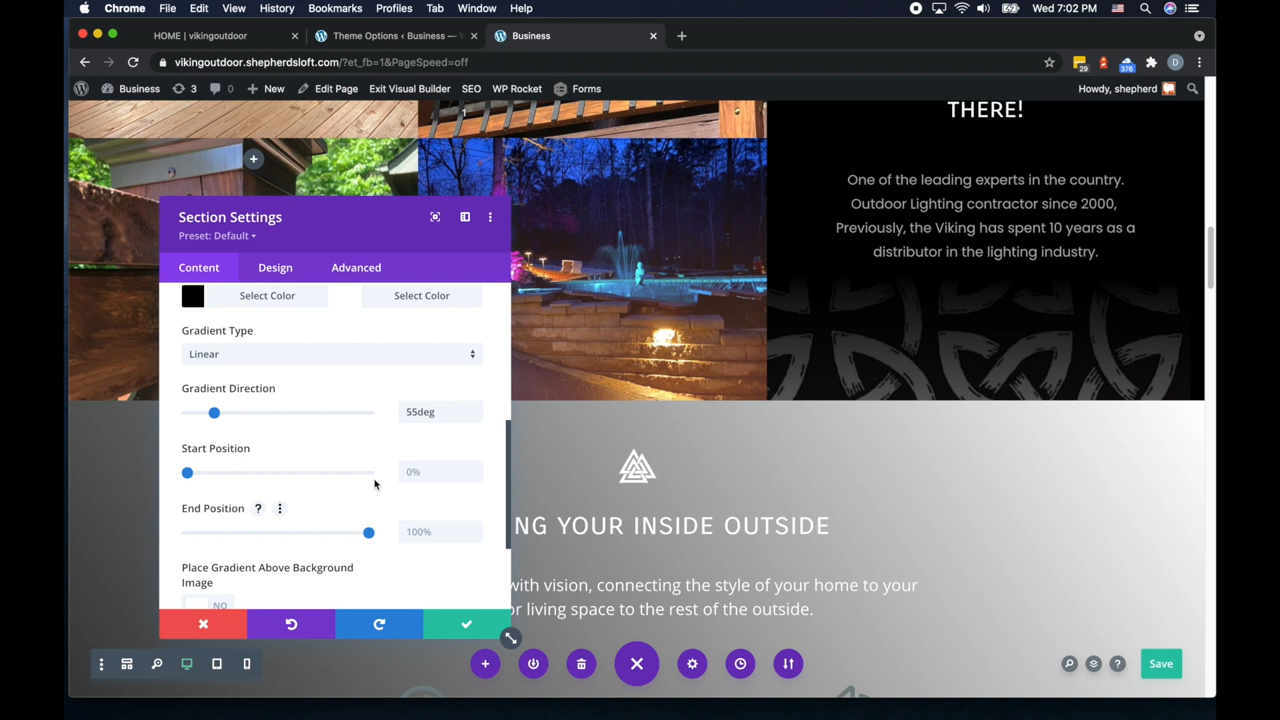 Chrome File Edit View History Bookmarks Profiles Tab Window Help Wed 7:02 PM
HOME | vikingoutdoor Theme Options ‹ Business — W Business
vikingoutdoor.shepherdsloft.com/?et_fb=1&PageSpeed=off 29 376 D
Business 3 0 New Edit Page Exit Visual Builder SEO WP Rocket Forms Howdy, shepherd
THERE!
1
One of the leading experts in the country.
Outdoor Lighting contractor since 2000,
Previously, the Viking has spent 10 years as a
distributor in the lighting industry.
Section Settings
Preset: Default
Content Design Advanced
Select Color Select Color
Gradient Type
Linear
Gradient Direction
55deg
Start Position
0%
End Position ?
100%
Place Gradient Above Background
Image
NO
NG YOUR INSIDE OUTSIDE
with vision, connecting the style of your home to your
or living space to the rest of the outside.
? Save